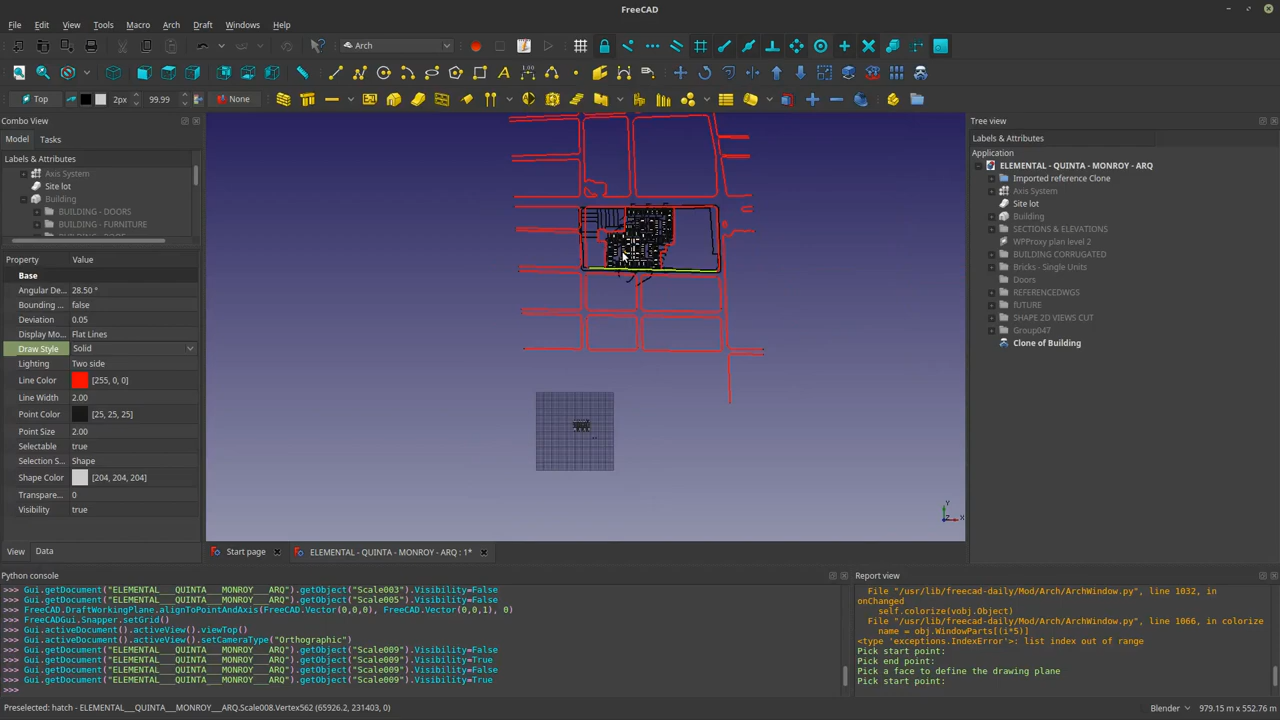 FreeCAD
File Edit View Tools Macro Arch Draft Windows Help
Arch
Top 2px 99.99 None
Combo View
Model Tasks
Labels & Attributes
Axis System
Site lot
Building
BUILDING - DOORS
BUILDING - FURNITURE
Property Value
Base
Angular De... 28.50 °
Bounding ... false
Deviation 0.05
Display Mo... Flat Lines
Draw Style Solid
Lighting Two side
Line Color [255, 0, 0]
Line Width 2.00
Point Color [25, 25, 25]
Point Size 2.00
Selectable true
Selection S... Shape
Shape Color [204, 204, 204]
Transpare... 0
Visibility true
View Data
Y
Z X
Start page ELEMENTAL - QUINTA - MONROY - ARQ : 1*
Tree view
Labels & Attributes
Application
ELEMENTAL - QUINTA - MONROY - ARQ
Imported reference Clone
Axis System
Site lot
Building
SECTIONS & ELEVATIONS
WPProxy plan level 2
BUILDING CORRUGATED
Bricks - Single Units
Doors
REFERENCEDWGS
fUTURE
SHAPE 2D VIEWS CUT
Group047
Clone of Building
Python console
>>> Gui.getDocument("ELEMENTAL___QUINTA___MONROY___ARQ").getObject("Scale003").Visibility=False
>>> Gui.getDocument("ELEMENTAL___QUINTA___MONROY___ARQ").getObject("Scale005").Visibility=False
>>> FreeCAD.DraftWorkingPlane.alignToPointAndAxis(FreeCAD.Vector(0,0,0), FreeCAD.Vector(0,0,1), 0)
>>> FreeCADGui.Snapper.setGrid()
>>> Gui.activeDocument().activeView().viewTop()
>>> Gui.activeDocument().activeView().setCameraType("Orthographic")
>>> Gui.getDocument("ELEMENTAL___QUINTA___MONROY___ARQ").getObject("Scale009").Visibility=False
>>> Gui.getDocument("ELEMENTAL___QUINTA___MONROY___ARQ").getObject("Scale009").Visibility=True
>>> Gui.getDocument("ELEMENTAL___QUINTA___MONROY___ARQ").getObject("Scale009").Visibility=False
>>> Gui.getDocument("ELEMENTAL___QUINTA___MONROY___ARQ").getObject("Scale009").Visibility=True
>>>
Report view
File "/usr/lib/freecad-daily/Mod/Arch/ArchWindow.py", line 1032, in
onChanged
self.colorize(vobj.Object)
File "/usr/lib/freecad-daily/Mod/Arch/ArchWindow.py", line 1066, in colorize
name = obj.WindowParts[(i*5)]
<type 'exceptions.IndexError'>: list index out of range
Pick start point:
Pick end point:
Pick a face to define the drawing plane
Pick start point:
Preselected: hatch - ELEMENTAL___QUINTA___MONROY___ARQ.Scale008.Vertex562 (65926.2, 231403, 0)
Blender 979.15 m x 552.76 m